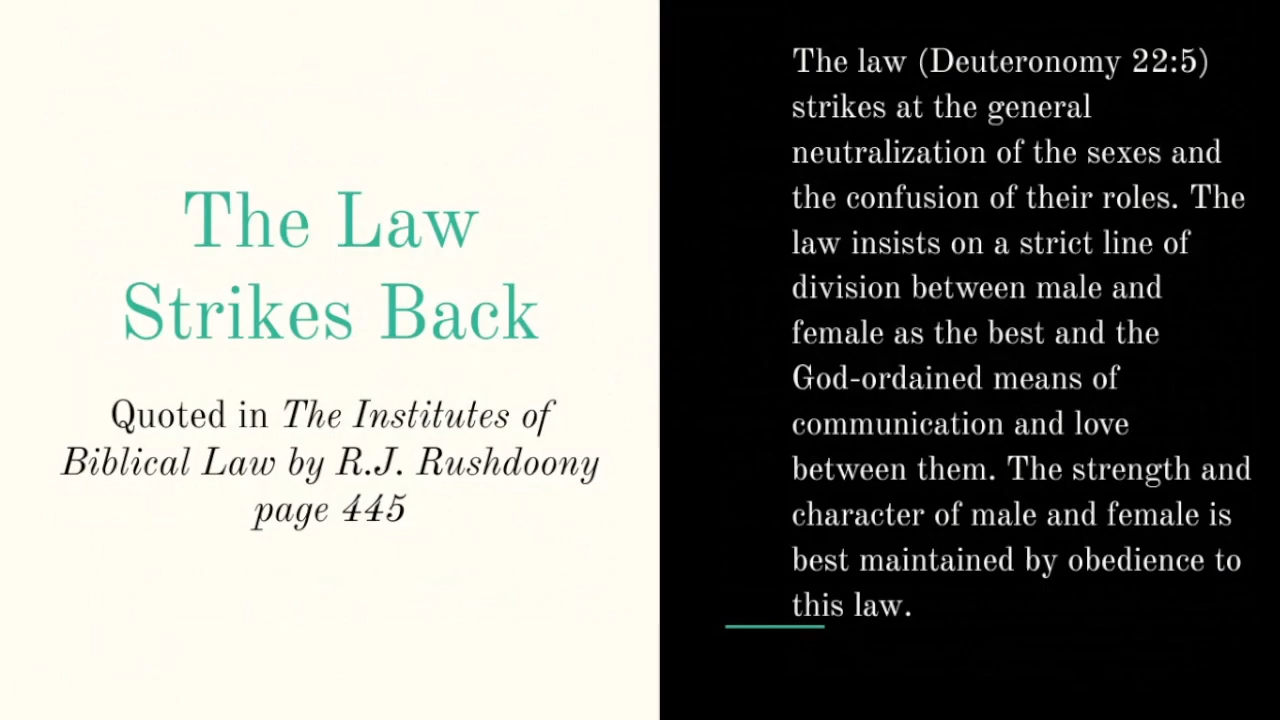 The Law
Strikes Back
Quoted in The Institutes of
Biblical Law by R.J. Rushdoony
page 445
The law (Deuteronomy 22:5)
strikes at the general
neutralization of the sexes and
the confusion of their roles. The
law insists on a strict line of
division between male and
female as the best and the
God-ordained means of
communication and love
between them. The strength and
character of male and female is
best maintained by obedience to
this law.